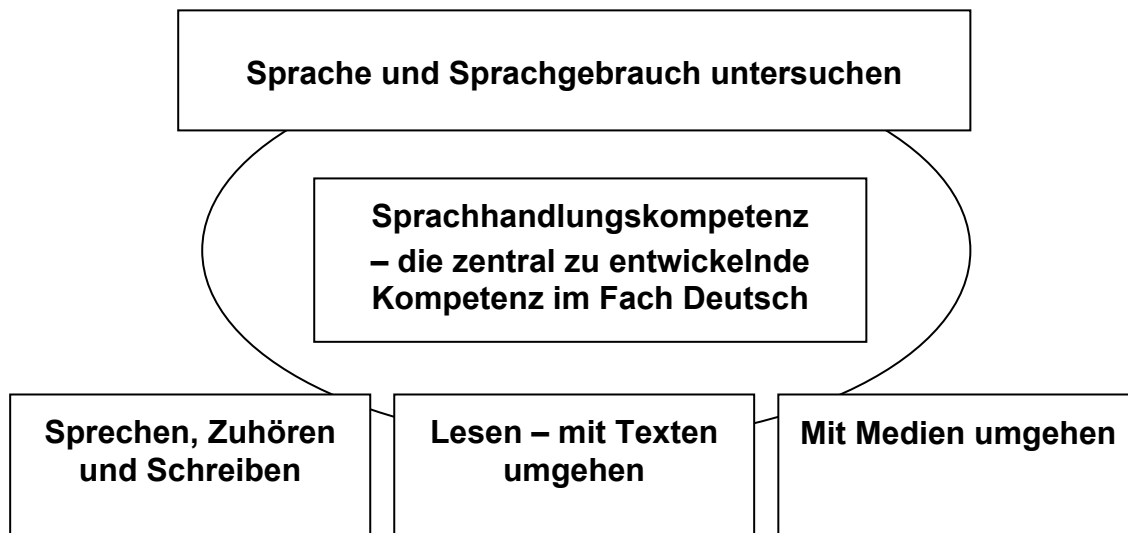 Sprache und Sprachgebrauch untersuchen
Sprachhandlungskompetenz
– die zentral zu entwickelnde
Kompetenz im Fach Deutsch
Sprechen, Zuhören
und Schreiben
Lesen – mit Texten
umgehen
Mit Medien umgehen